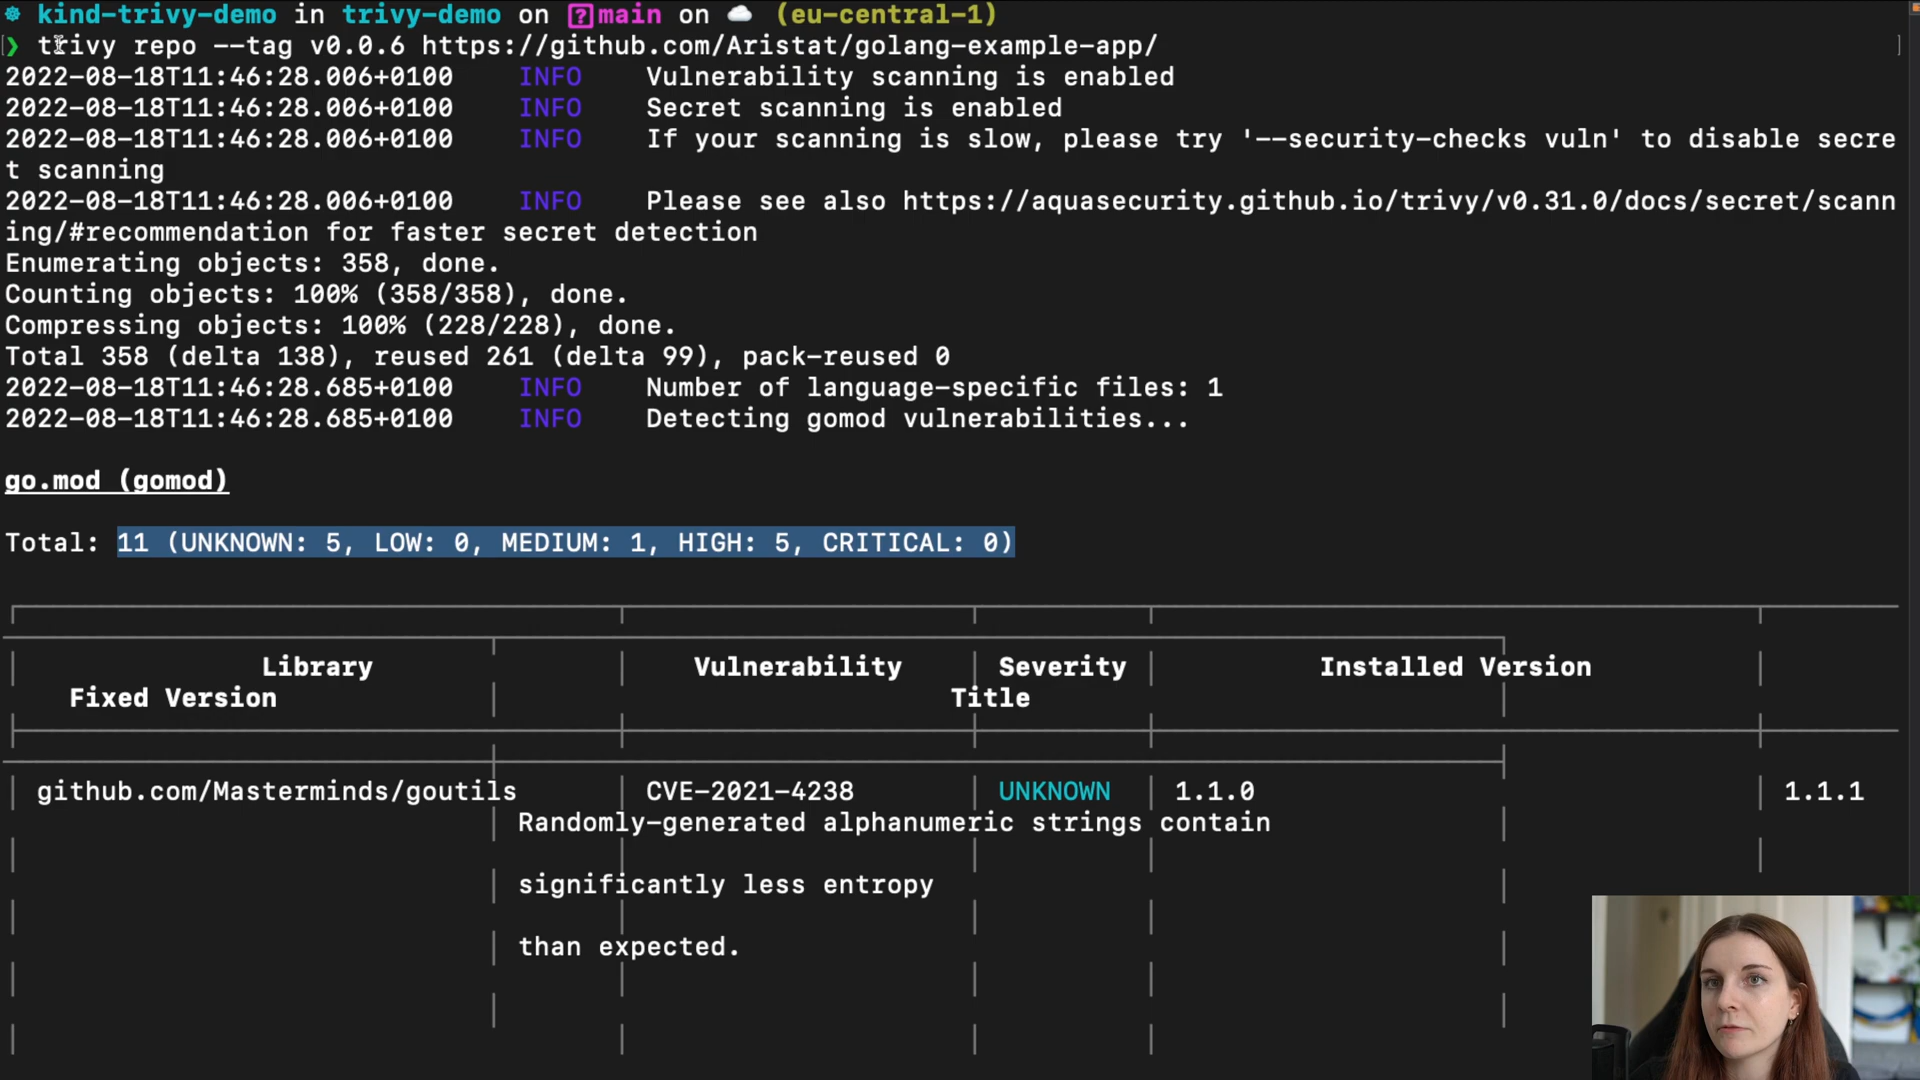 kind-trivy-demo in trivy-demo on [?]main on ☁️ (eu-central-1)
❯ trivy repo --tag v0.0.6 https://github.com/Aristat/golang-example-app/
2022-08-18T11:46:28.006+0100 INFO Vulnerability scanning is enabled
2022-08-18T11:46:28.006+0100 INFO Secret scanning is enabled
2022-08-18T11:46:28.006+0100 INFO If your scanning is slow, please try '--security-checks vuln' to disable secre
t scanning
2022-08-18T11:46:28.006+0100 INFO Please see also https://aquasecurity.github.io/trivy/v0.31.0/docs/secret/scann
ing/#recommendation for faster secret detection
Enumerating objects: 358, done.
Counting objects: 100% (358/358), done.
Compressing objects: 100% (228/228), done.
Total 358 (delta 138), reused 261 (delta 99), pack-reused 0
2022-08-18T11:46:28.685+0100 INFO Number of language-specific files: 1
2022-08-18T11:46:28.685+0100 INFO Detecting gomod vulnerabilities...
go.mod (gomod)
Total: 11 (UNKNOWN: 5, LOW: 0, MEDIUM: 1, HIGH: 5, CRITICAL: 0)
Library Vulnerability Severity Installed Version
Fixed Version Title
github.com/Masterminds/goutils CVE-2021-4238 UNKNOWN 1.1.0 1.1.1
Randomly-generated alphanumeric strings contain
significantly less entropy
than expected.